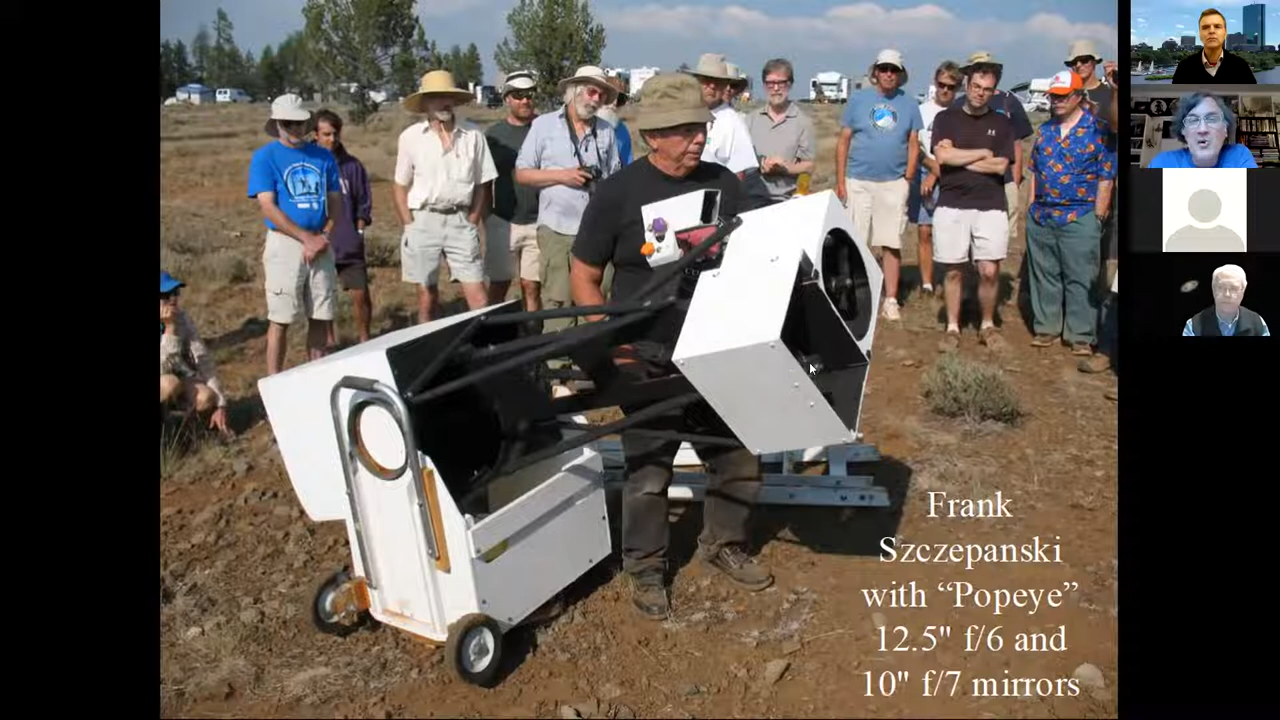 Frank
Szczepanski
with “Popeye”
12.5" f/6 and
10" f/7 mirrors